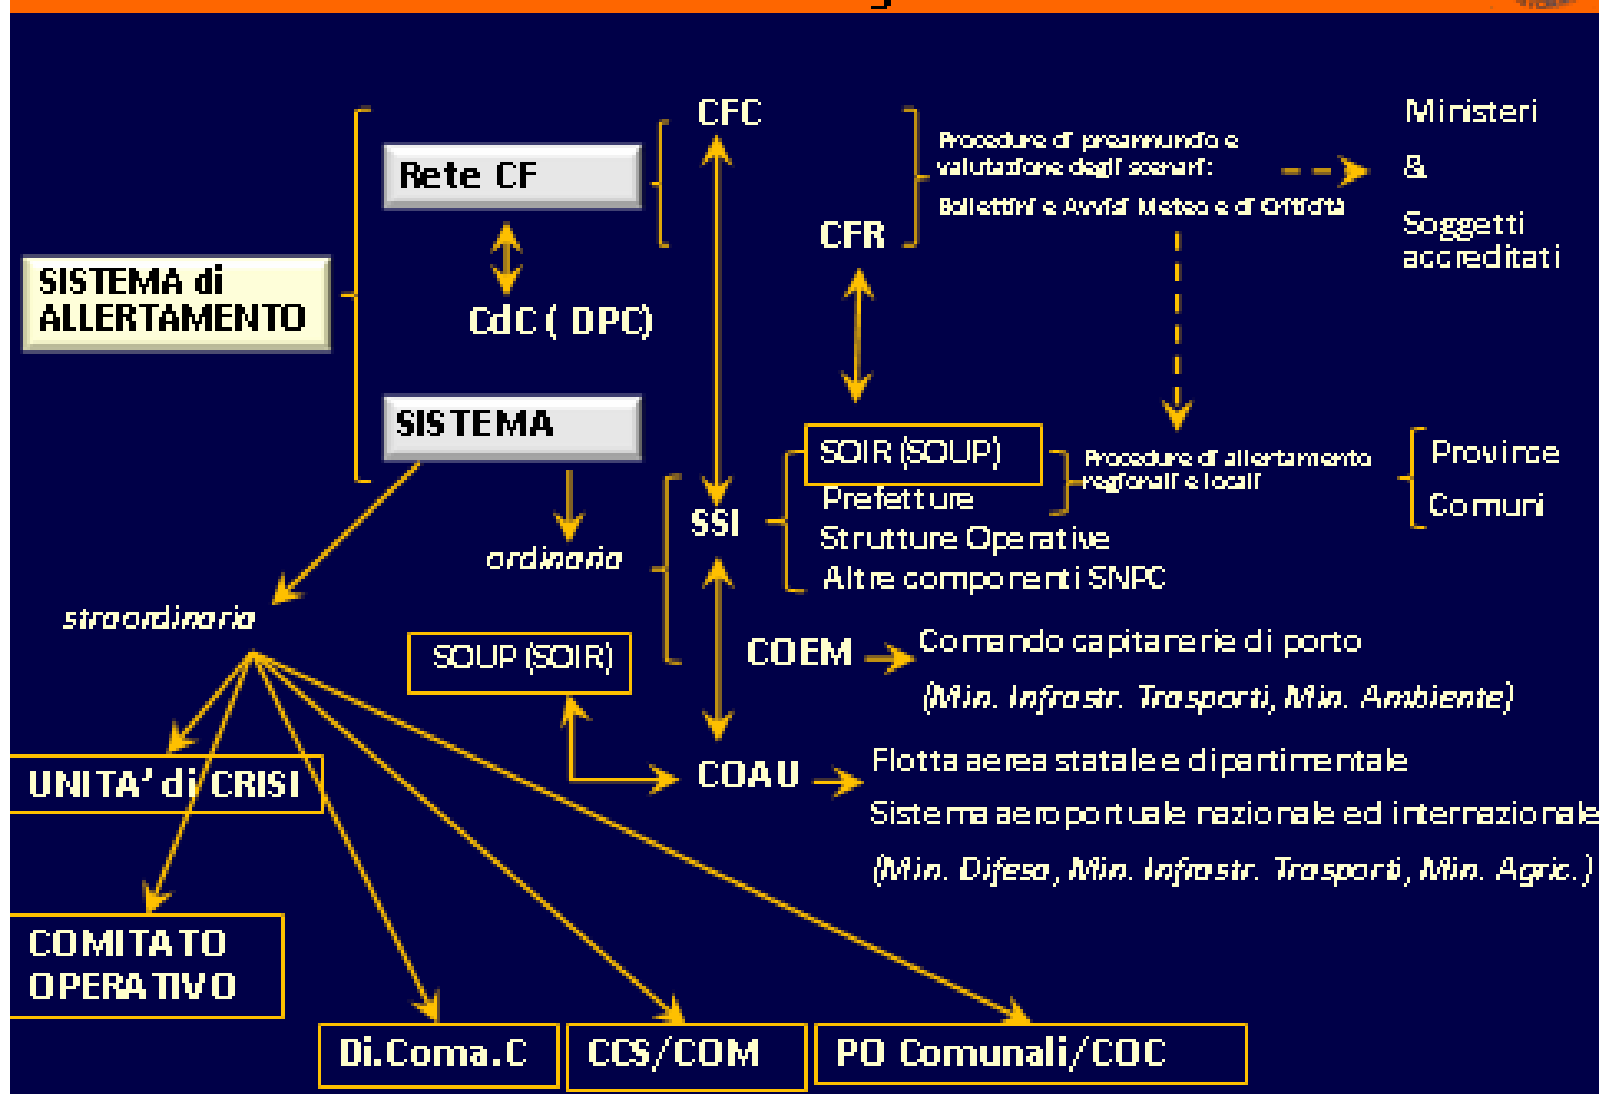 CFC
Ministeri
Procedure di preannuncio e
valutazione degli scenari:
&
Rete CF
Bollettini e Avvisi Meteo e di Criticità
CFR
Soggetti
accreditati
SISTEMA di
ALLERTAMENTO
CdC ( DPC)
SISTEMA
SOIR (SOUP)
Procedure di allertamento
regionali e locali
Province
Prefetture
Comuni
SSI
Strutture Operative
ordinaria
Altre componenti SNPC
straordinaria
SOUP (SOIR)
COEM
Comando capitanerie di porto
(Min. Infrastr. Trasporti, Min. Ambiente)
COAU
Flotta aerea statale e dipartimentale
UNITA’ di CRISI
Sistema aeroportuale nazionale ed internazionale
(Min. Difesa, Min. Infrastr. Trasporti, Min. Agric.)
COMITATO
OPERATIVO
Di.Coma.C
CCS/COM
PO Comunali/COC